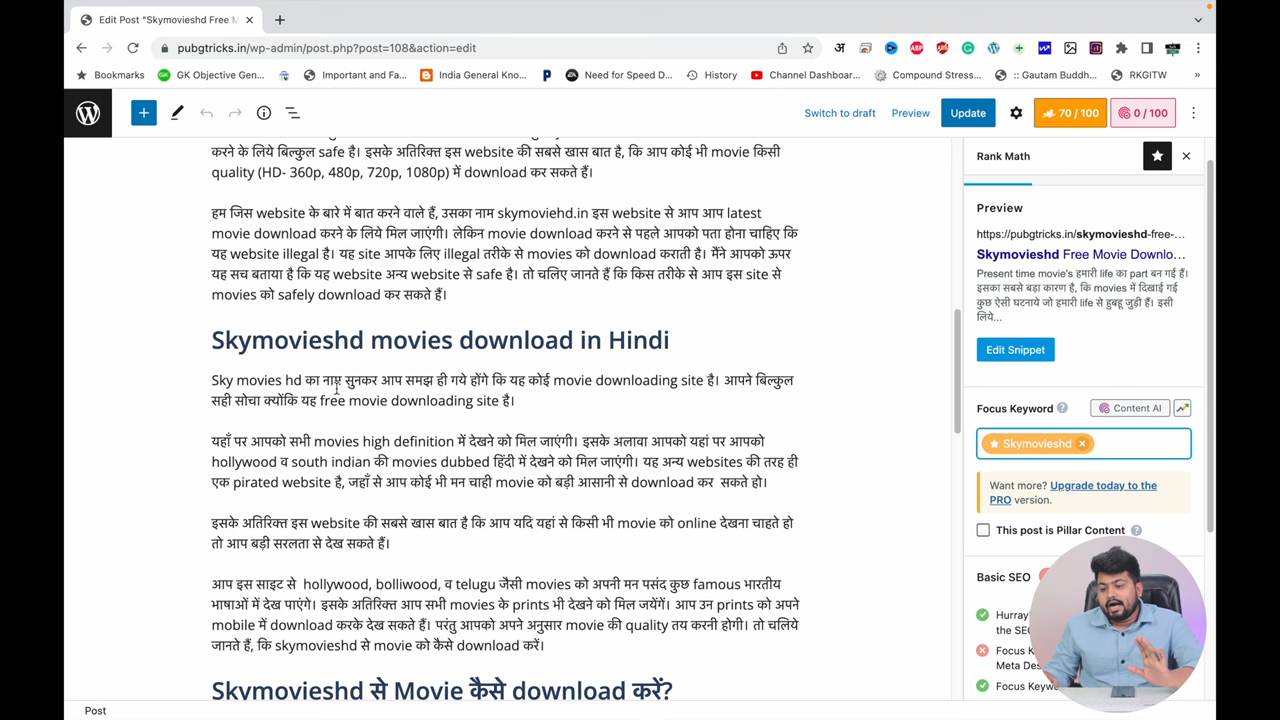 Edit Post “Skymovieshd Free M
pubgtricks.in/wp-admin/post.php?post=108&action=edit
Bookmarks GK Objective Gen... Important and Fa... India General Kno... Need for Speed D... History Channel Dashboar... Compound Stress... :: Gautam Buddh... RKGITW »
Switch to draft Preview Update 70 / 100 0 / 100
करने के लिये बिल्कुल safe है। इसके अतिरिक्त इस website की सबसे खास बात है, कि आप कोई भी movie किसी
quality (HD- 360p, 480p, 720p, 1080p) में download कर सकते हैं।
हम जिस website के बारे में बात करने वाले हैं, उसका नाम skymoviehd.in इस website से आप आप latest
movie download करने के लिये मिल जाएंगी। लेकिन movie download करने से पहले आपको पता होना चाहिए कि
यह website illegal है। यह site आपके लिए illegal तरीके से movies को download कराती है। मैंने आपको ऊपर
यह सच बताया है कि यह website अन्य website से safe है। तो चलिए जानते हैं कि किस तरीके से आप इस site से
movies को safely download कर सकते हैं।
Skymovieshd movies download in Hindi
Sky movies hd का नाम सुनकर आप समझ ही गये होंगे कि यह कोई movie downloading site है। आपने बिल्कुल
सही सोचा क्योंकि यह free movie downloading site है।
यहाँ पर आपको सभी movies high definition में देखने को मिल जाएंगी। इसके अलावा आपको यहां पर आपको
hollywood व south indian की movies dubbed हिंदी में देखने को मिल जाएंगी। यह अन्य websites की तरह ही
एक pirated website है, जहाँ से आप कोई भी मन चाही movie को बड़ी आसानी से download कर सकते हो।
इसके अतिरिक्त इस website की सबसे खास बात है कि आप यदि यहां से किसी भी movie को online देखना चाहते हो
तो आप बड़ी सरलता से देख सकते हैं।
आप इस साइट से hollywood, bolliwood, व telugu जैसी movies को अपनी मन पसंद कुछ famous भारतीय
भाषाओं में देख पाएंगे। इसके अतिरिक्त आप सभी movies के prints भी देखने को मिल जयेंगें। आप उन prints को अपने
mobile में download करके देख सकते हैं। परंतु आपको अपने अनुसार movie की quality तय करनी होगी। तो चलिये
जानते हैं, कि skymovieshd से movie को कैसे download करें।
Skymovieshd से Movie कैसे download करें?
Post
Rank Math
Preview
https://pubgtricks.in/skymovieshd-free-...
Skymovieshd Free Movie Downlo...
Present time movie's हमारी life का part बन गई हैं।
इसका सबसे बड़ा कारण है, कि movies में दिखाई गई
कुछ ऐसी घटनाये जो हमारी life से हुबहू जुड़ी हैं। इसी
लिये...
Edit Snippet
Focus Keyword Content AI
Skymovieshd
Want more? Upgrade today to the
PRO version.
This post is Pillar Content
Basic SEO
Hurray!
the SEO
Focus K
Meta Des
Focus Keywo